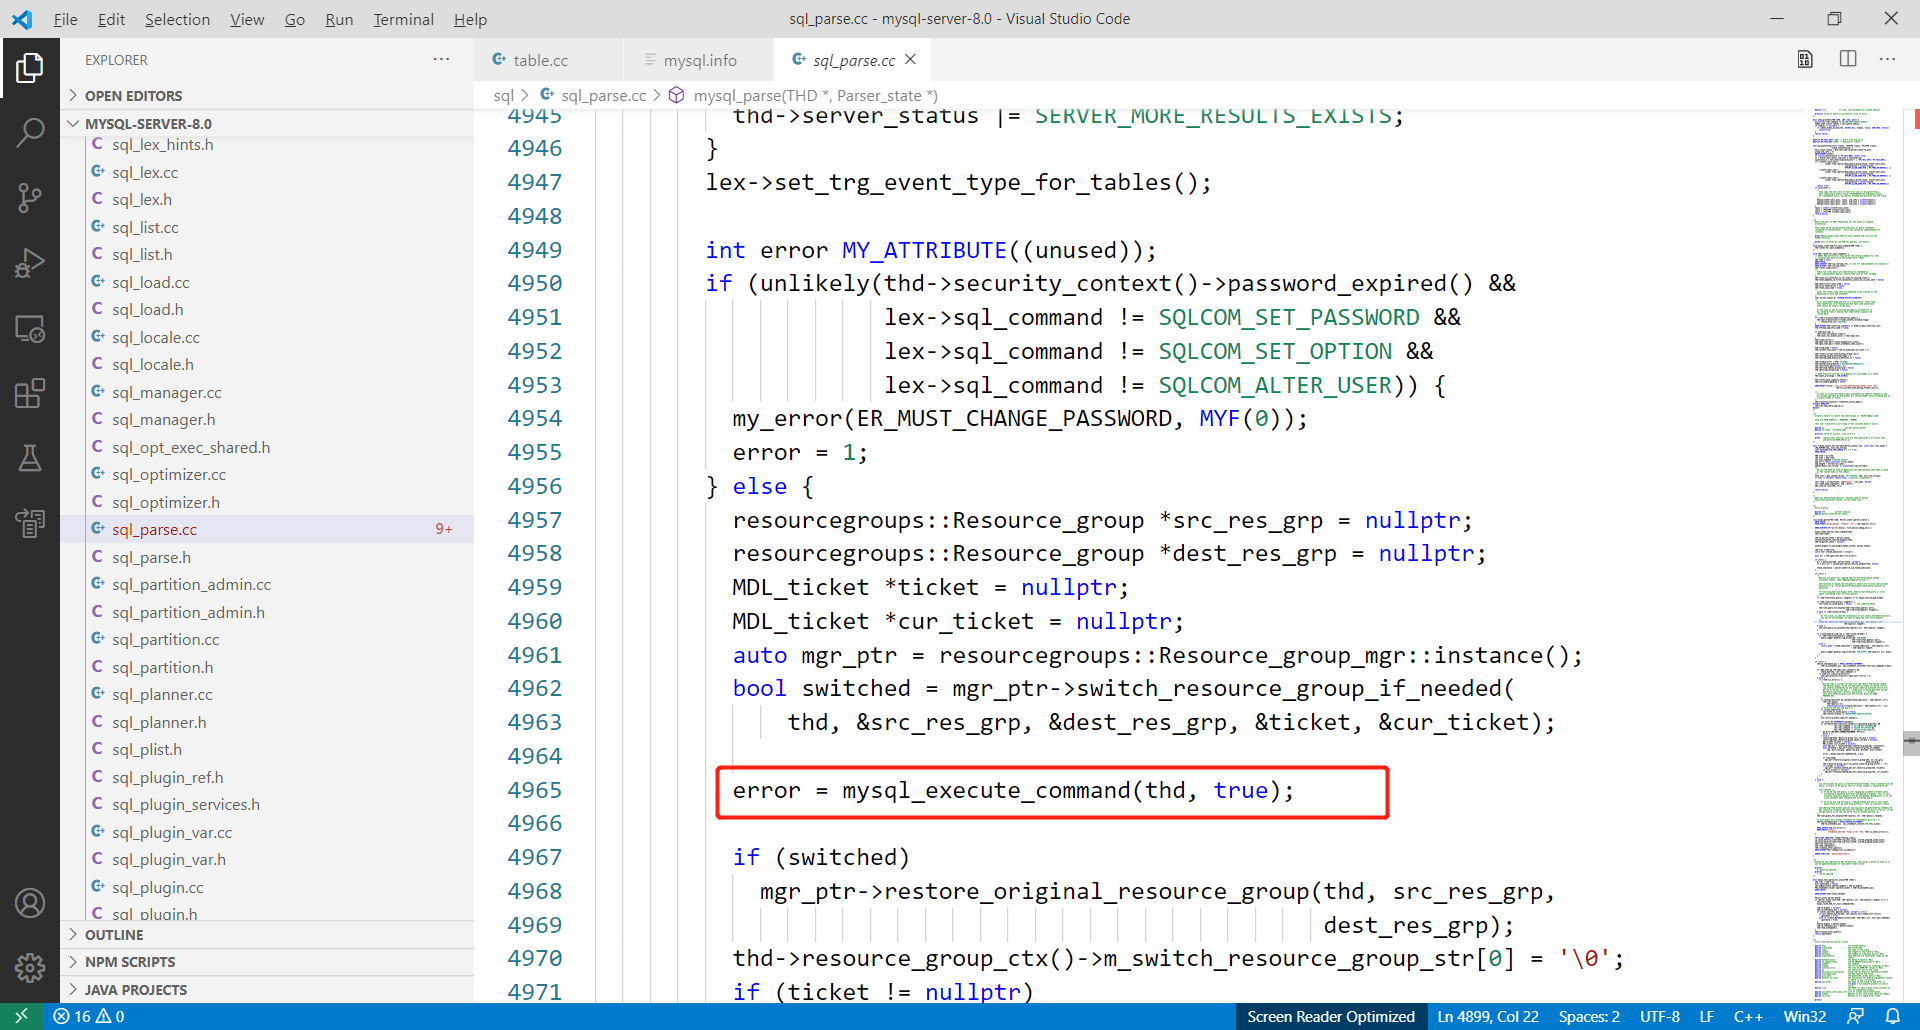 File Edit Selection View Go Run Terminal Help
sql_parse.cc - mysql-server-8.0 - Visual Studio Code
EXPLORER
OPEN EDITORS
MYSQL-SERVER-8.0
sql_lex_hints.h
sql_lex.cc
sql_lex.h
sql_list.cc
sql_list.h
sql_load.cc
sql_load.h
sql_locale.cc
sql_locale.h
sql_manager.cc
sql_manager.h
sql_opt_exec_shared.h
sql_optimizer.cc
sql_optimizer.h
sql_parse.cc 9+
sql_parse.h
sql_partition_admin.cc
sql_partition_admin.h
sql_partition.cc
sql_partition.h
sql_planner.cc
sql_planner.h
sql_plist.h
sql_plugin_ref.h
sql_plugin_services.h
sql_plugin_var.cc
sql_plugin_var.h
sql_plugin.cc
sql_plugin.h
OUTLINE
NPM SCRIPTS
JAVA PROJECTS
table.cc mysql.info sql_parse.cc
sql > sql_parse.cc > mysql_parse(THD *, Parser_state *)
4945 thd->server_status |= SERVER_MORE_RESULTS_EXISTS;
4946 }
4947 lex->set_trg_event_type_for_tables();
4948
4949 int error MY_ATTRIBUTE((unused));
4950 if (unlikely(thd->security_context()->password_expired() &&
4951 lex->sql_command != SQLCOM_SET_PASSWORD &&
4952 lex->sql_command != SQLCOM_SET_OPTION &&
4953 lex->sql_command != SQLCOM_ALTER_USER)) {
4954 my_error(ER_MUST_CHANGE_PASSWORD, MYF(0));
4955 error = 1;
4956 } else {
4957 resourcegroups::Resource_group *src_res_grp = nullptr;
4958 resourcegroups::Resource_group *dest_res_grp = nullptr;
4959 MDL_ticket *ticket = nullptr;
4960 MDL_ticket *cur_ticket = nullptr;
4961 auto mgr_ptr = resourcegroups::Resource_group_mgr::instance();
4962 bool switched = mgr_ptr->switch_resource_group_if_needed(
4963 thd, &src_res_grp, &dest_res_grp, &ticket, &cur_ticket);
4964
4965 error = mysql_execute_command(thd, true);
4966
4967 if (switched)
4968 mgr_ptr->restore_original_resource_group(thd, src_res_grp,
4969 dest_res_grp);
4970 thd->resource_group_ctx()->m_switch_resource_group_str[0] = '\0';
4971 if (ticket != nullptr)
16 0 Screen Reader Optimized Ln 4899, Col 22 Spaces: 2 UTF-8 LF C++ Win32